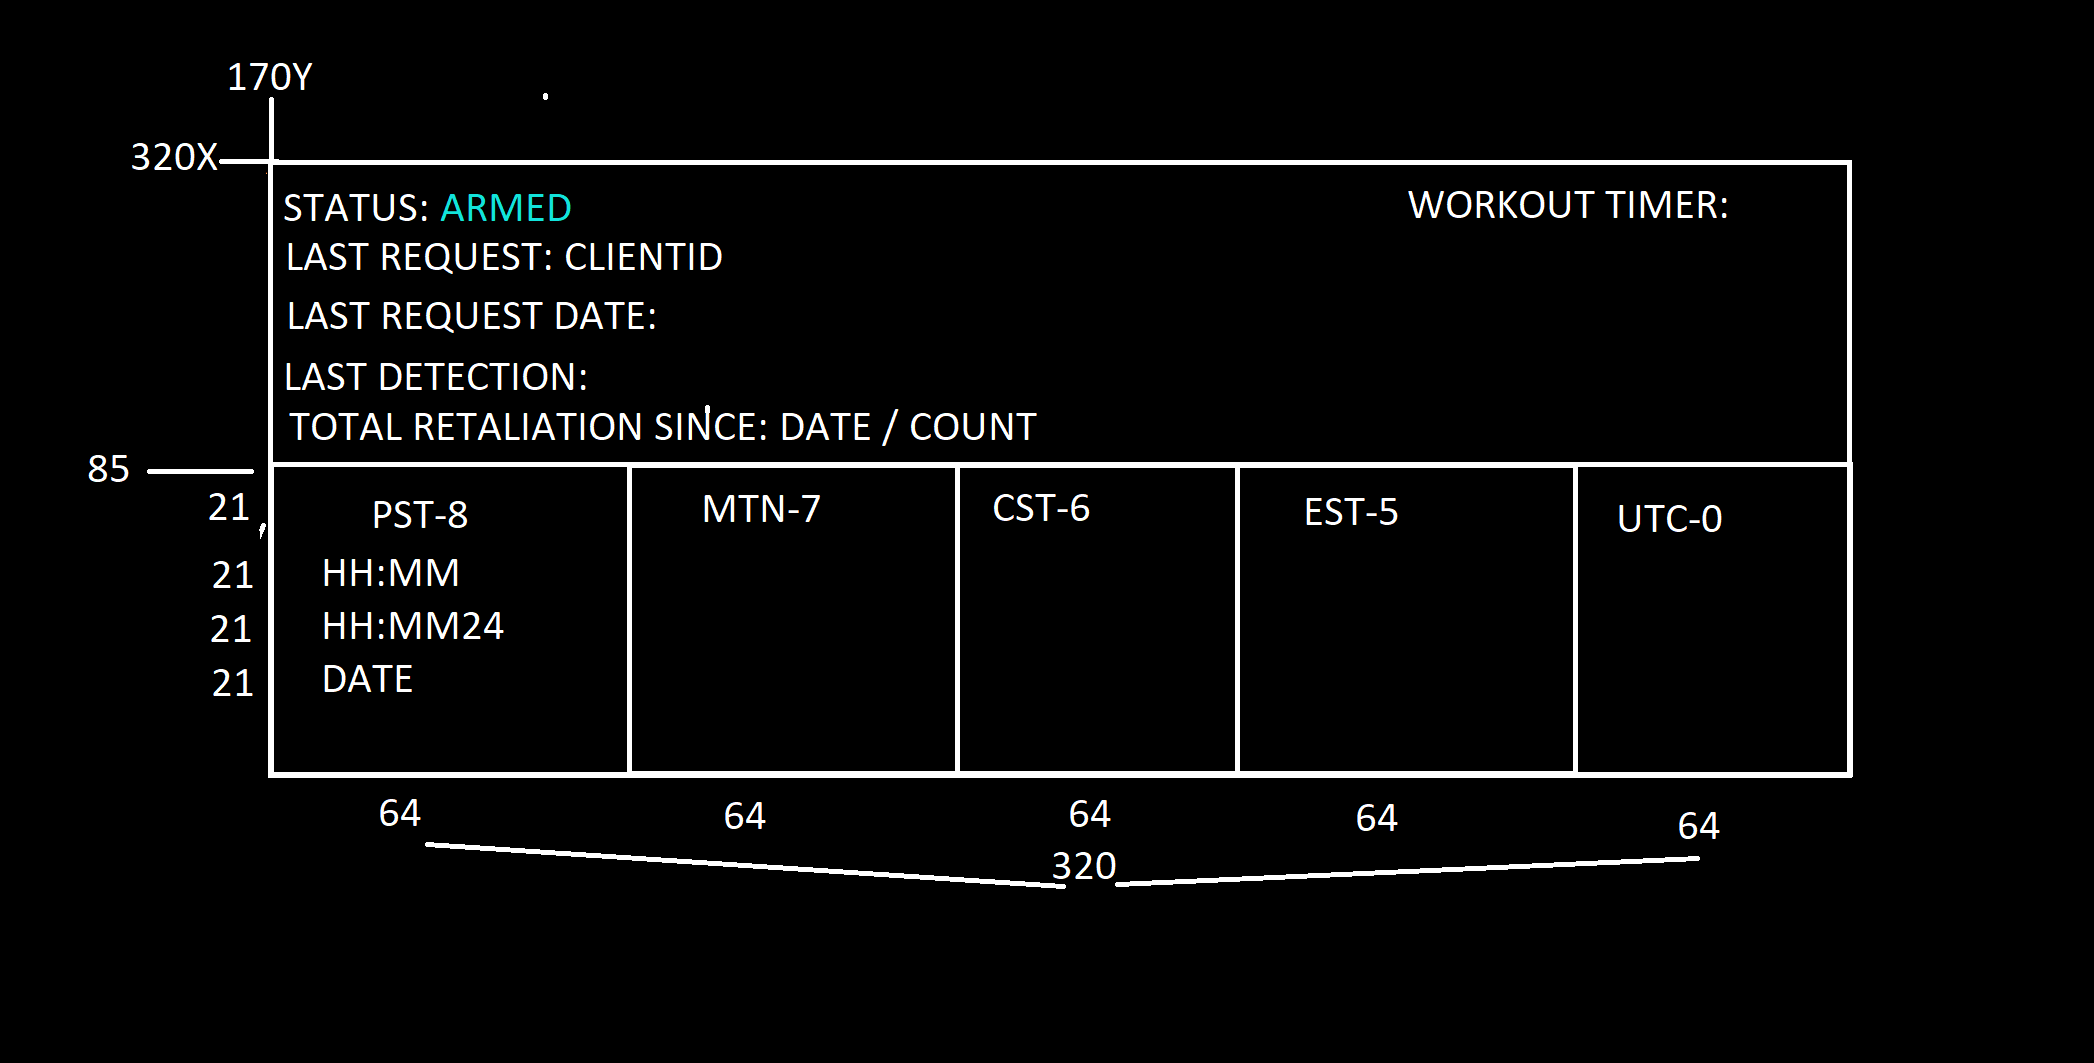 170Y
320X
STATUS: ARMED
WORKOUT TIMER:
LAST REQUEST: CLIENTID
LAST REQUEST DATE:
LAST DETECTION:
TOTAL RETALIATION SINCE: DATE / COUNT
85
21
PST-8
MTN-7
CST-6
EST-5
UTC-0
21
HH:MM
21
HH:MM24
21
DATE
64
64
64
64
64
320